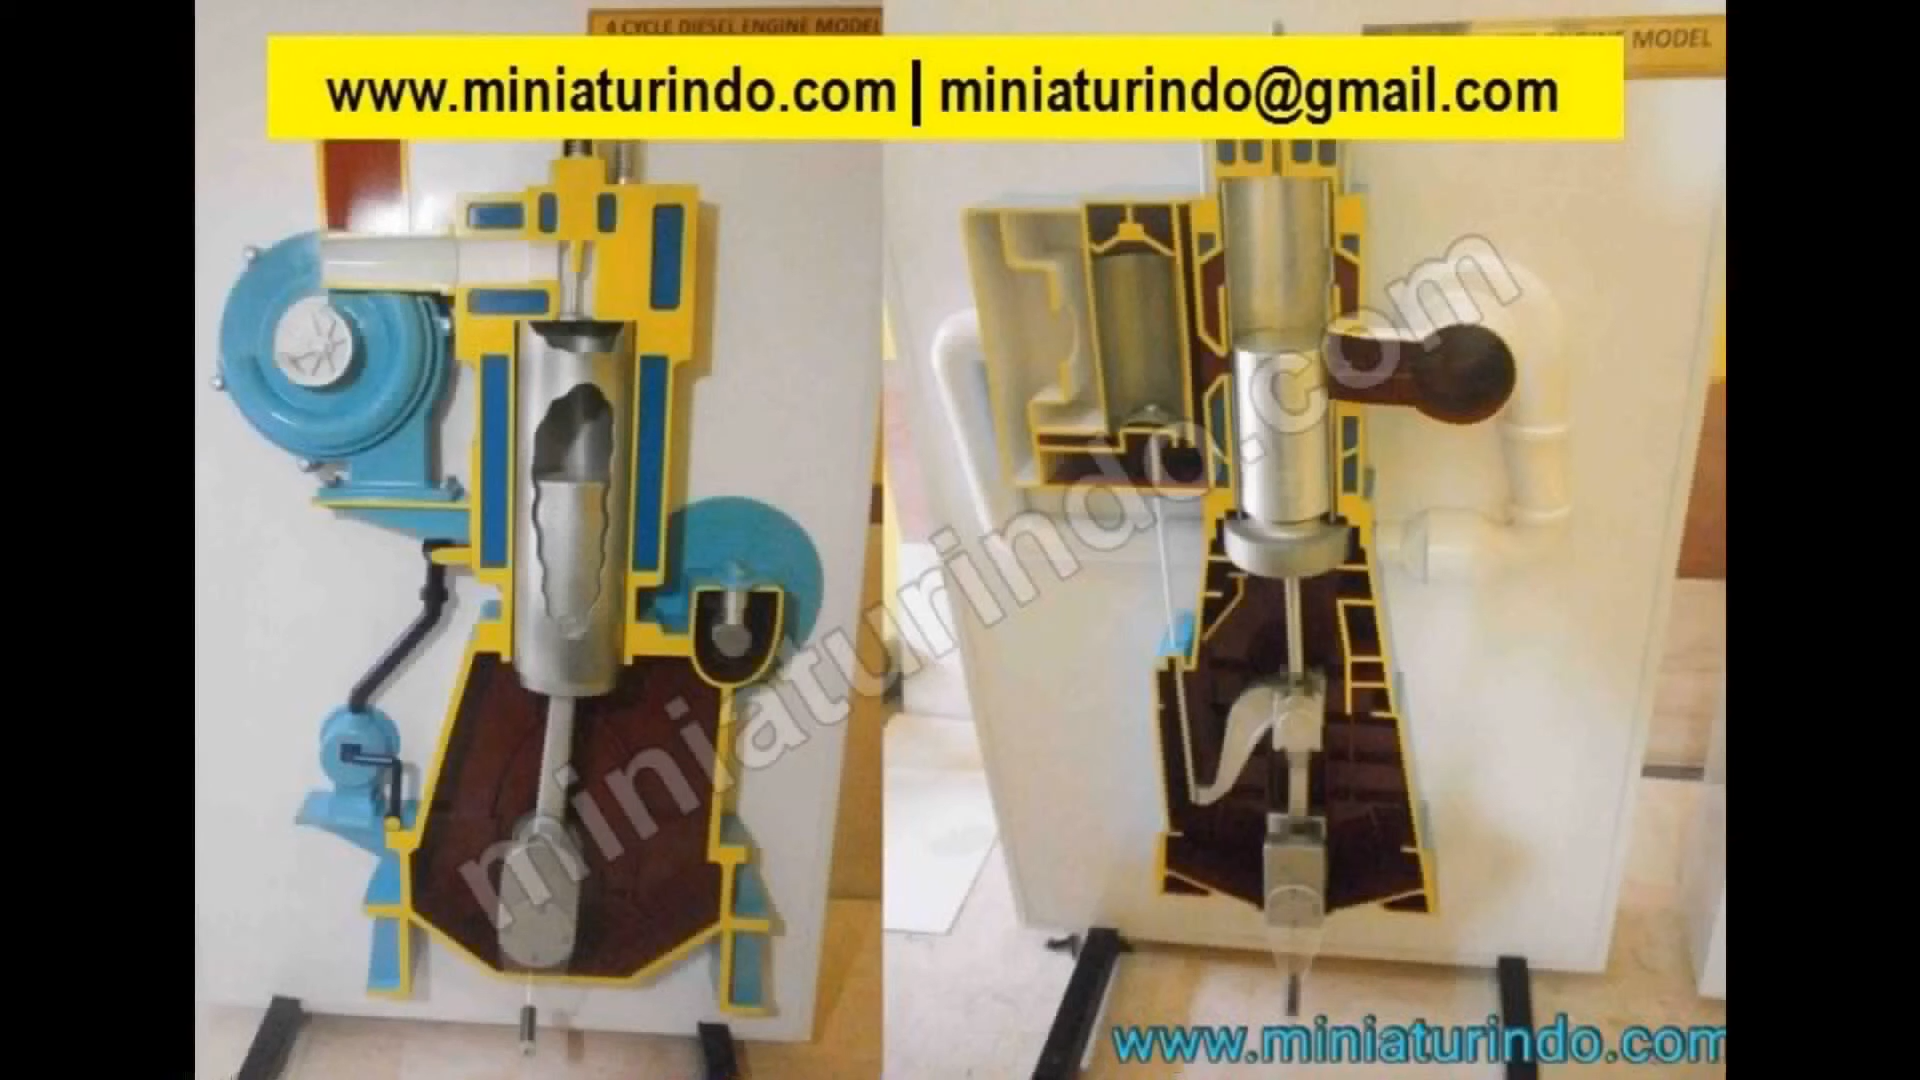 4 CYCLE DIESEL ENGINE MODEL
MODEL
www.miniaturindo.com | miniaturindo@gmail.com
miniaturindo.com
www.miniaturindo.com